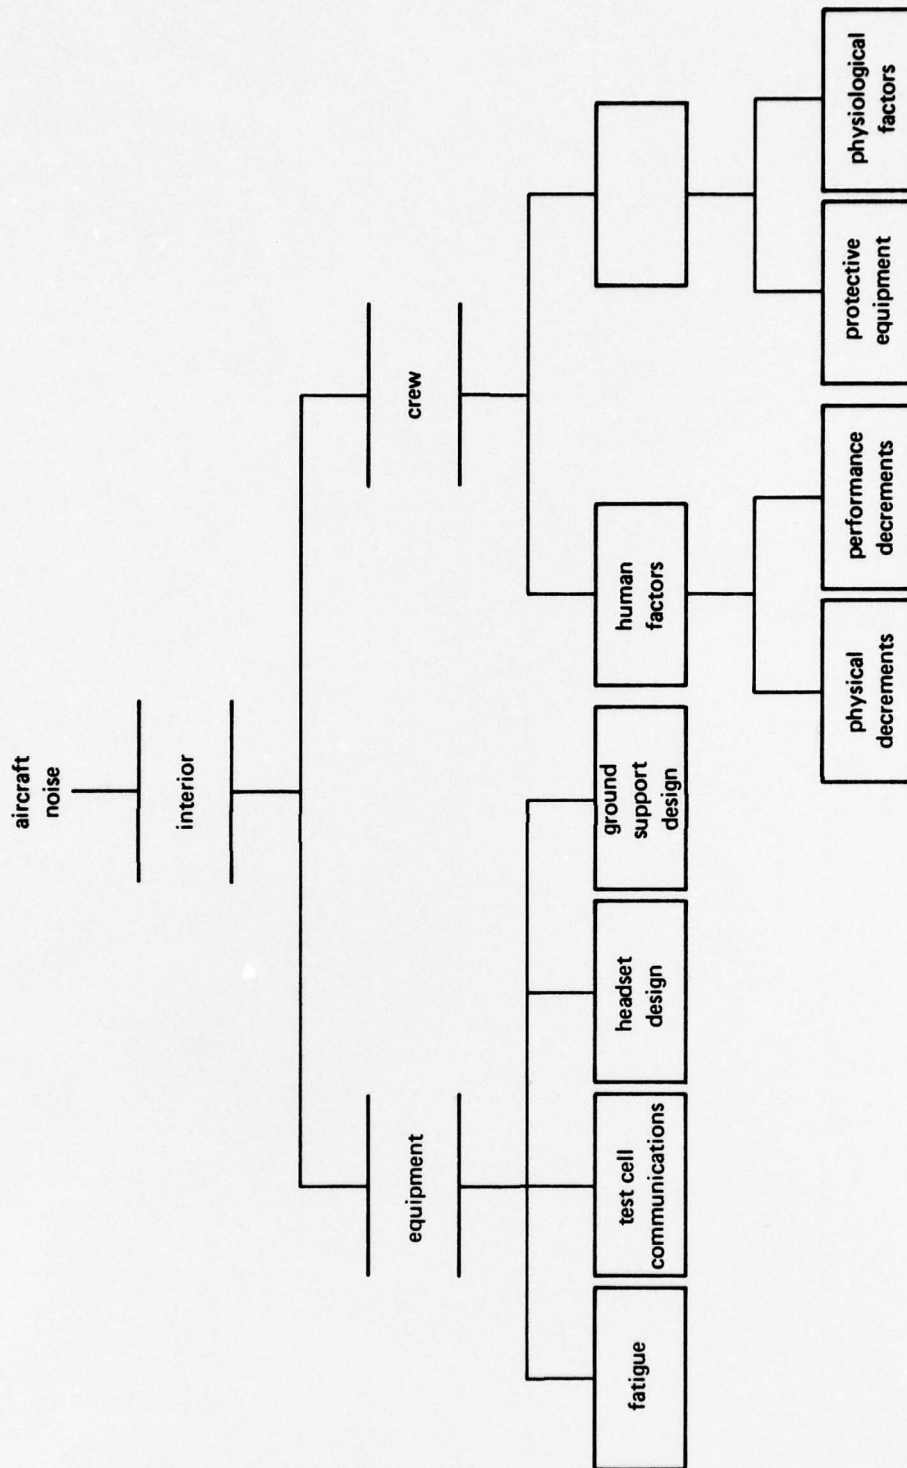 aircraft
noise
interior
equipment
crew
fatigue
test cell
communications
headset
design
ground
support
design
human
factors
physical
decrements
performance
decrements
protective
equipment
physiological
factors